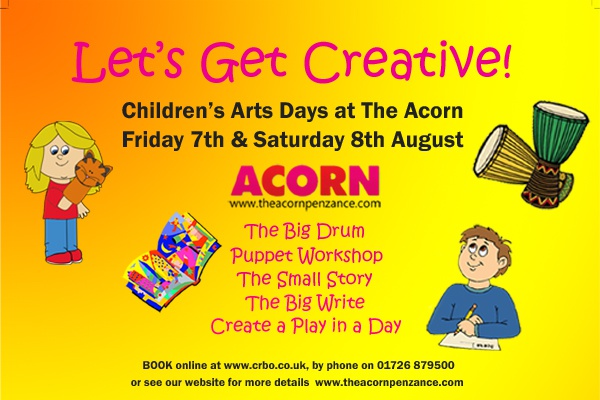 Let's Get Creative!
Children's Arts Days at The Acorn
Friday 7th & Saturday 8th August
ACORN
www.theacornpenzance.com
The Big Drum
Puppet Workshop
The Small Story
The Big Write
Create a Play in a Day
BOOK online at www.crbo.co.uk, by phone on 01726 879500
or see our website for more details www.theacornpenzance.com